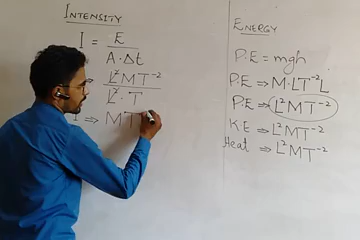 INTENSITY
I = E
A·Δt
L²MT⁻²
L²·T
=> MT
ENERGY
P.E = mgh
P.E => M·LT⁻²L
P.E => L²MT⁻²
K.E => L²MT⁻²
Heat => L²MT⁻²